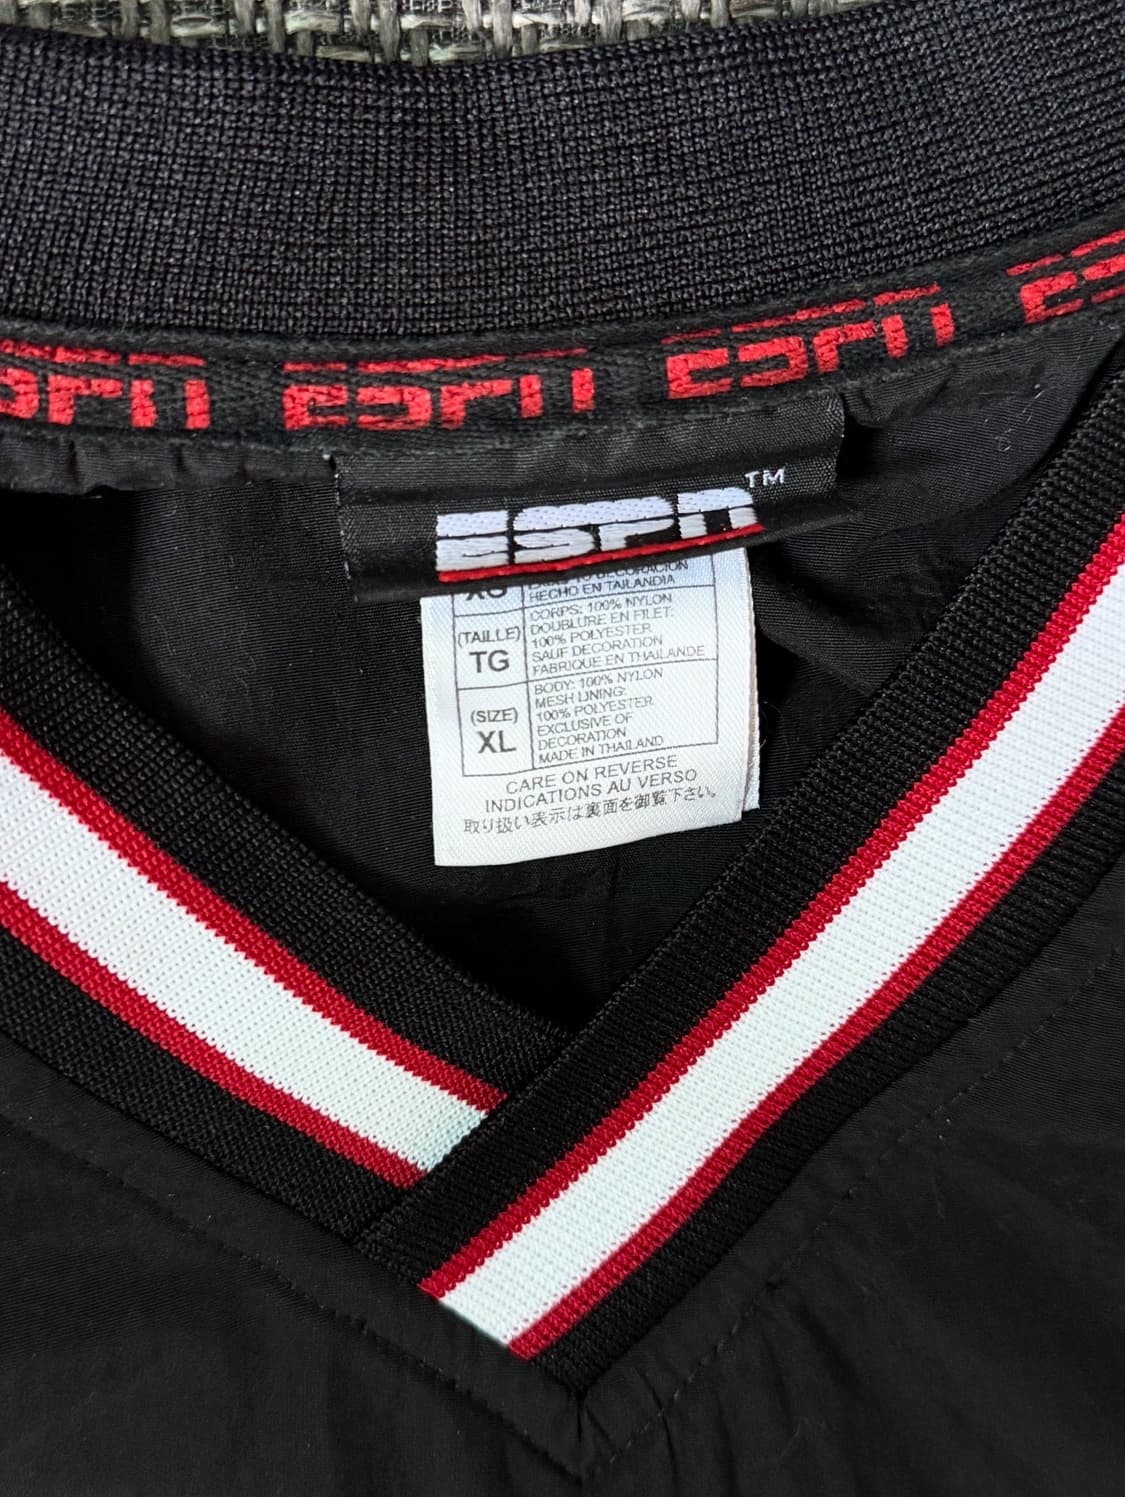 ESPN ESPN ESPN ESPN
ESPN™
XG
HECHO EN TAILANDIA
(TAILLE)
TG
CORPS: 100% NYLON
DOUBLURE EN FILET:
100% POLYESTER
SAUF DECORATION
FABRIQUE EN THAILANDE
(SIZE)
XL
BODY: 100% NYLON
MESH LINING:
100% POLYESTER
EXCLUSIVE OF
DECORATION
MADE IN THAILAND
CARE ON REVERSE
INDICATIONS AU VERSO
取り扱い表示は裏面を御覧下さい。